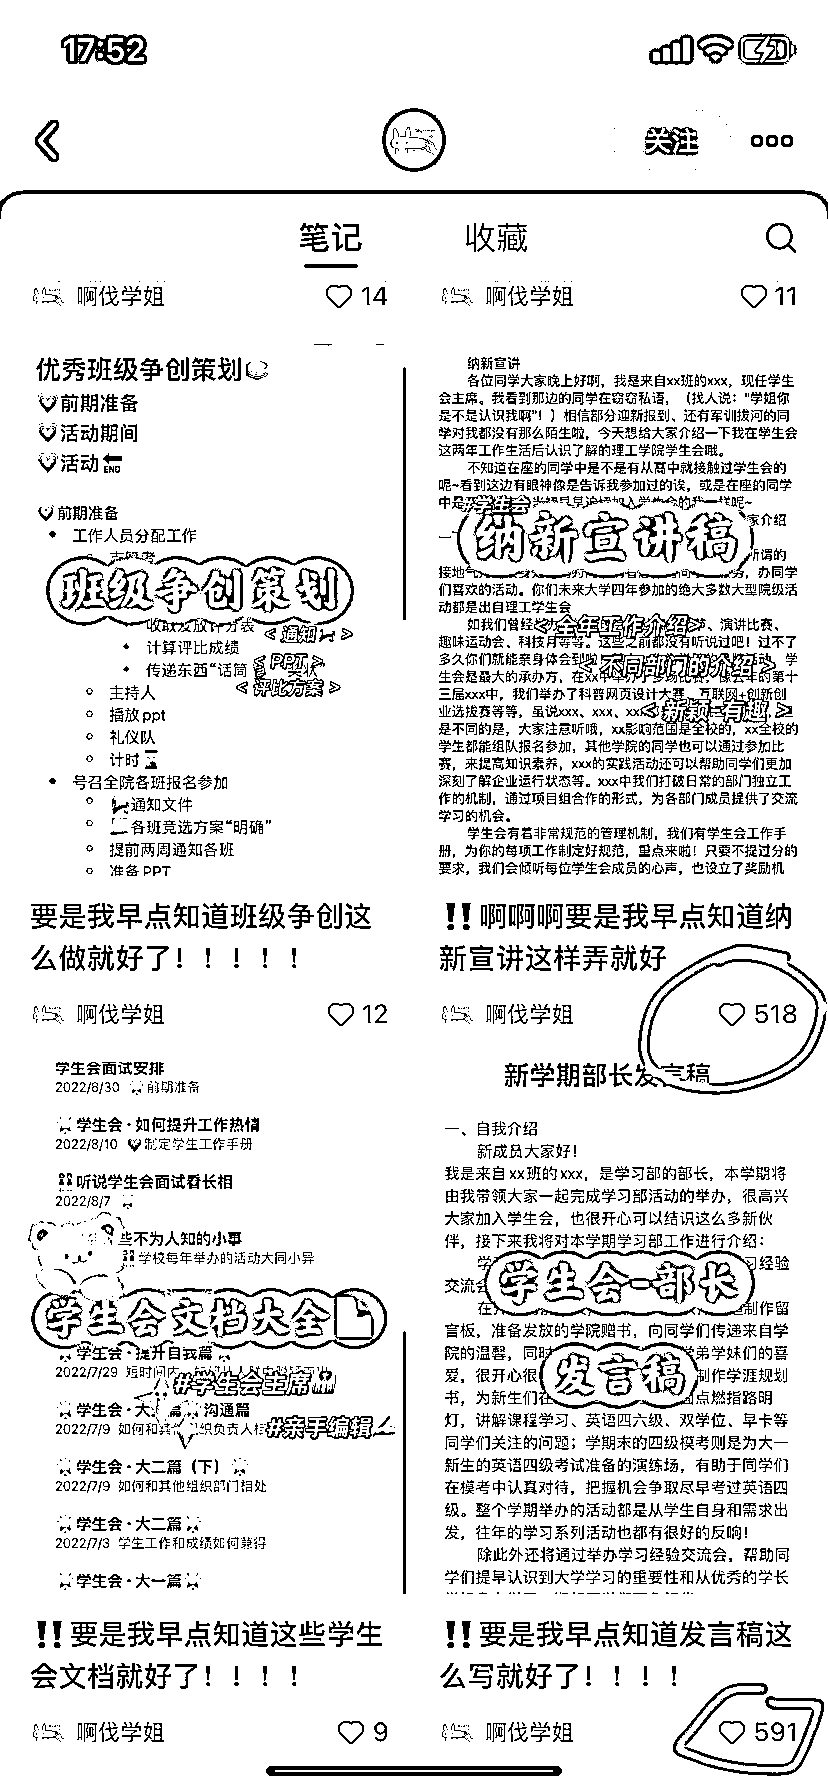 17:52
关注
笔记
收藏
啊伐学姐
14
啊伐学姐
11
优秀班级争创策划
前期准备
活动期间
活动
END
前期准备
工作人员分配工作
班级争创策划
<通知>
计算评比成绩
传递东西“话筒
<PPT>
<评比方案>
主持人
播放ppt
礼仪队
计时
号召全院各班报名参加
通知文件
各班竞选方案“明确”
提前两周通知各班
准备PPT
要是我早点知道班级争创这
么做就好了！！！！！
啊伐学姐
12
纳新宣讲
各位同学大家晚上好啊，我是来自xx班的xxx，现任学生
会主席。我看到那边的同学在窃窃私语，（找人说：“学姐你
是不是认识我啊”！）相信部分迎新报到、还有军训拔河的同
学对我都没有那么陌生啦，今天想给大家介绍一下我在学生会
这两年工作生活后认识了解的理工学院学生会哦。
不知道在座的同学中是不是有从高中就接触过学生会的
呢~看到这边有眼神像是告诉我参加过的诶，或是在座的同学
#学生会
纳新宣讲稿
家介绍
所谓的
接地气
，办同学
们喜欢的活动。你们未来大学四年参加的绝大多数大型院级活
动都是出自理工学生会
如我们曾经
<全年工作介绍>
、演讲比赛、
趣味运动会、科技月等等。这些之前都没有听说过吧！过不了
多久你们就能亲身体会到
<不同部门的介绍>
学
生会是最大的承办方，在xx
三届xxx中，我们举办了科普网页设计大赛、互联网+创新创
业选拔赛等等，虽说xxx、xxx、xx
<新颖 有趣>
是不同的是，大家注意听哦，xx影响范围是全校的，xx全校的
学生都能组队报名参加，其他学院的同学也可以通过参加比
赛，来提高知识素养，xxx的实践活动还可以帮助同学们更加
深刻了解企业运行状态等。xxx中我们打破日常的部门独立工
作的机制，通过项目组合作的形式，为各部门成员提供了交流
学习的机会。
学生会有着非常规范的管理机制，我们有学生会工作手
册，为你的每项工作制定好规范，重点来啦！只要不提过分的
要求，我们会倾听每位学生会成员的心声，也设立了奖励机
‼️啊啊啊要是我早点知道纳
新宣讲这样弄就好
啊伐学姐
518
学生会面试安排
2022/8/30 前期准备
学生会·如何提升工作热情
2022/8/10 制定学生工作手册
听说学生会面试看长相
2022/8/7
些不为人知的小事
学校每年举办的活动大同小异
学生会文档大全
学生会·提升自我篇
2022/7/29
#学生会主席
沟通篇
2022/7/9
#亲手编辑
学生会·大二篇（下）
2022/7/9 如何和其他组织部门相处
学生会·大二篇
2022/7/3 学生工作和成绩如何兼得
学生会·大一篇
‼️要是我早点知道这些学生
会文档就好了！！！！
啊伐学姐
9
新学期部长发言稿
一、自我介绍
新成员大家好！
我是来自xx班的xxx，是学习部的部长，本学期将
由我带领大家一起完成学习部活动的举办，很高兴
大家加入学生会，也很开心可以结识这么多新伙
伴，接下来我将对本学期学习部工作进行介绍：
学生会-部长
习经验
交流会
制作留
言板，准备发放的学院赠书，向同学们传递来自学
院的温馨，同时
发言稿
学弟学妹们的喜
爱，很开心很
制作学涯规划
书，为新生们在
点燃指路明
灯，讲解课程学习、英语四六级、双学位、早卡等
同学们关注的问题；学期末的四级模考则是为大一
新生的英语四级考试准备的演练场，有助于同学们
在模考中认真对待，把握机会争取尽早考过英语四
级。整个学期举办的活动都是从学生自身和需求出
发，往年的学习系列活动也都有很好的反响！
除此外还将通过举办学习经验交流会，帮助同
学们提早认识到大学学习的重要性和从优秀的学长
‼️要是我早点知道发言稿这
么写就好了！！！！
啊伐学姐
591